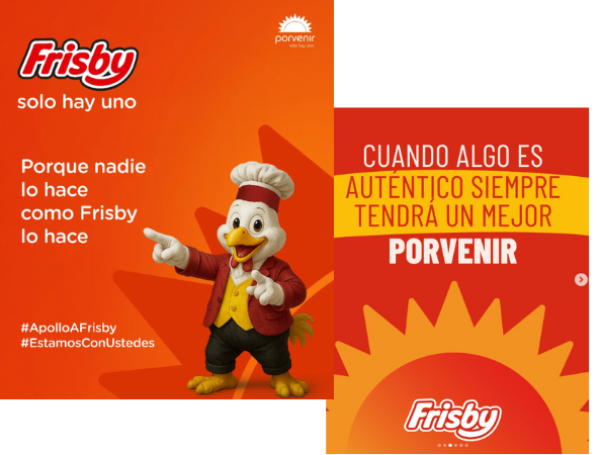 Frisby
solo hay uno
porvenir
Porque nadie
lo hace
como Frisby
lo hace
#ApolloAFrisby
#EstamosConUstedes
CUANDO ALGO ES
AUTÉNTICO SIEMPRE
TENDRÁ UN MEJOR
PORVENIR
Frisby